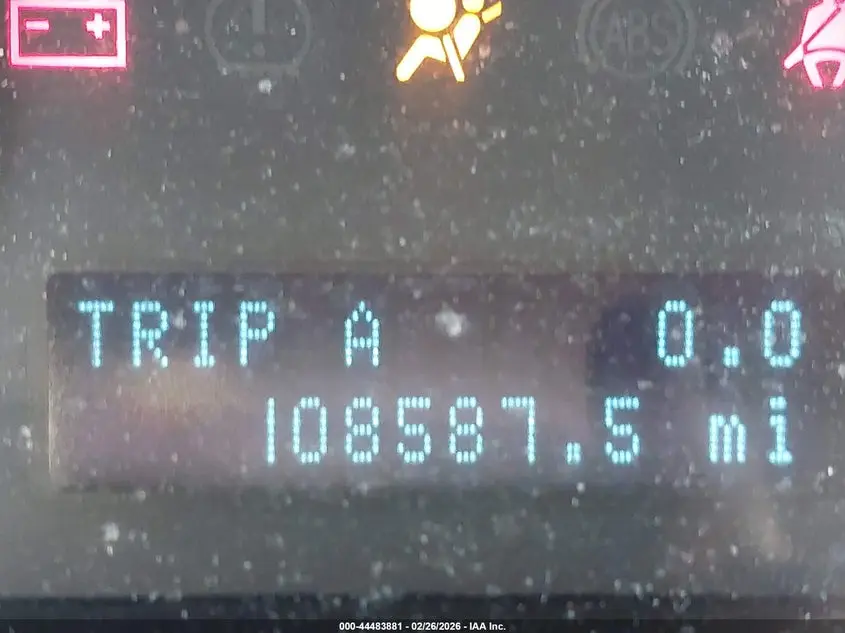 ABS
TRIP A 0.0
108587.5 mi
000-44483881 - 02/26/2026 - IAA Inc.